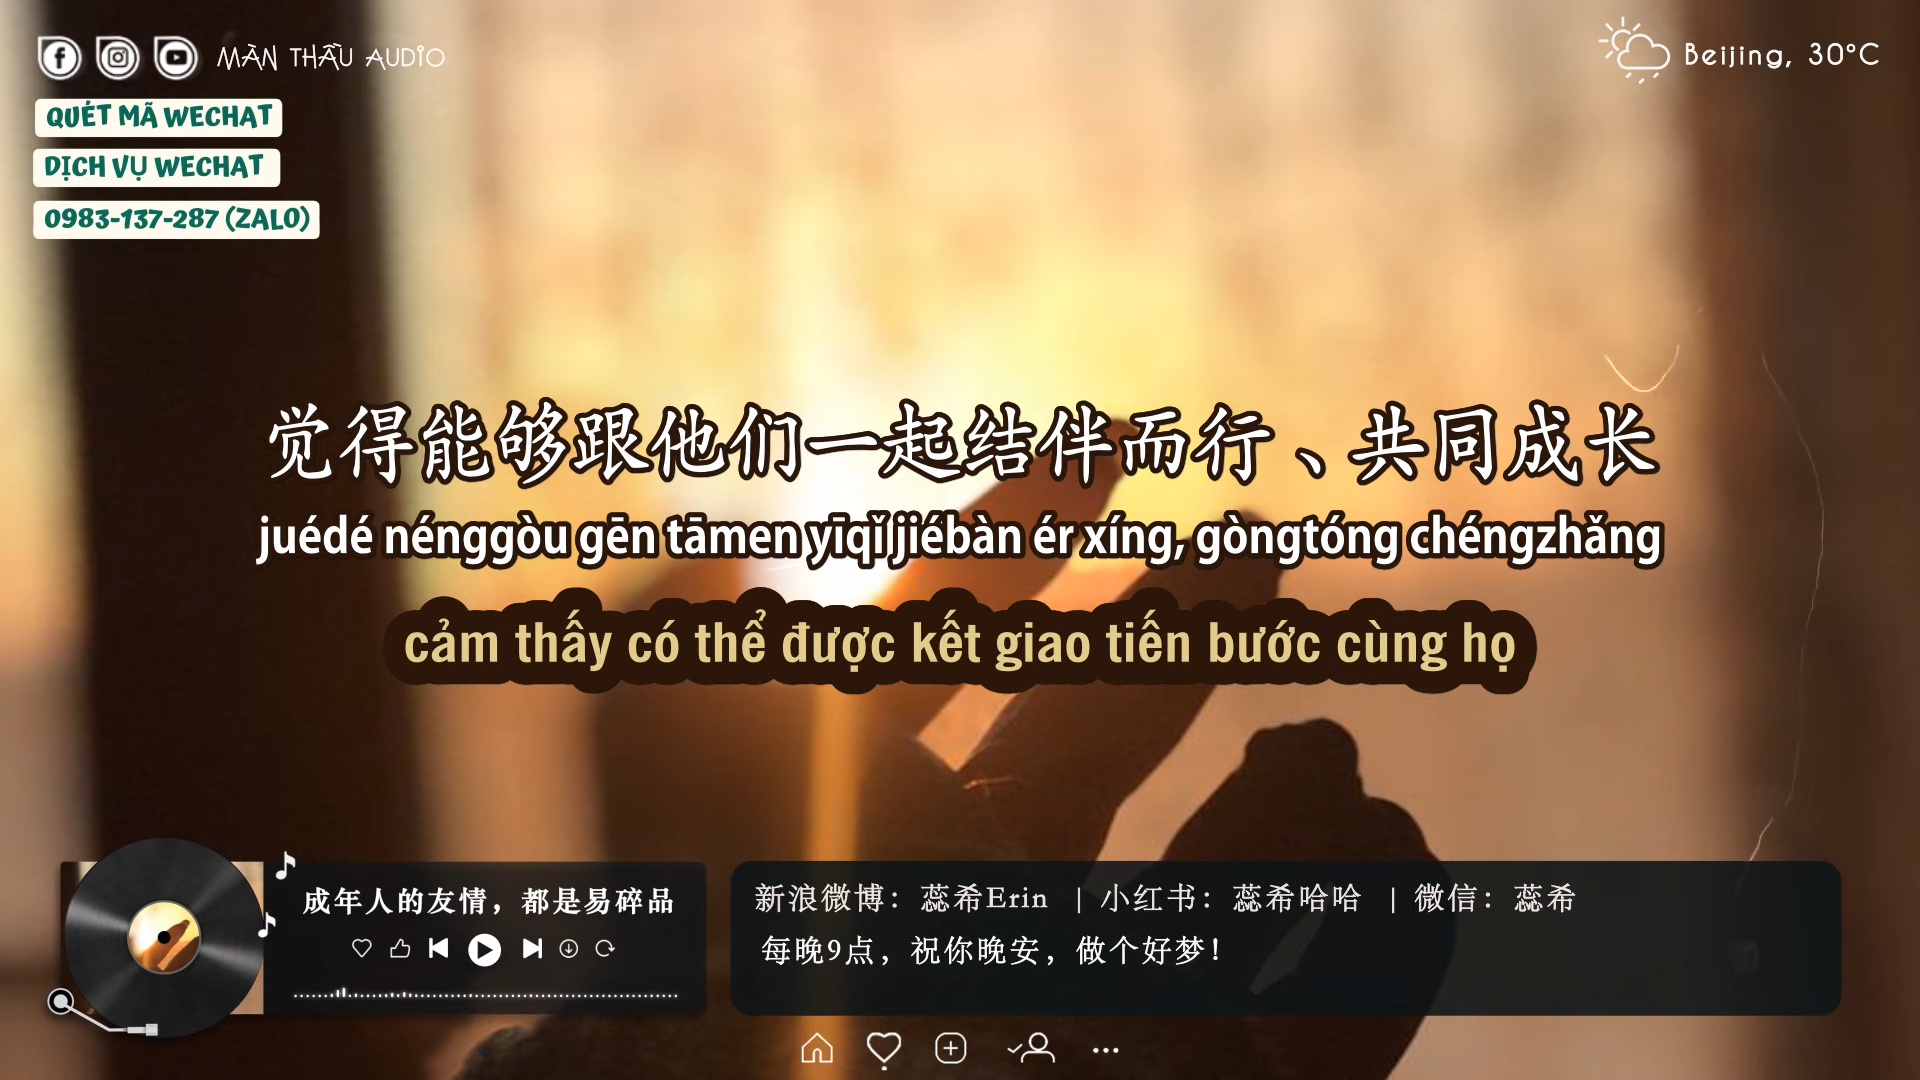 MÀN THẦU AUDIO
Beijing, 30°C
QUÉT MÃ WECHAT
DỊCH VỤ WECHAT
0983-137-287 (ZALO)
觉得能够跟他们一起结伴而行、共同成长
juédé nénggòu gēn tāmen yīqǐ jiébàn ér xíng, gòngtóng chéngzhǎng
cảm thấy có thể được kết giao tiến bước cùng họ
成年人的友情，都是易碎品
新浪微博：蕊希Erin | 小红书：蕊希哈哈 | 微信：蕊希
每晚9点，祝你晚安，做个好梦！